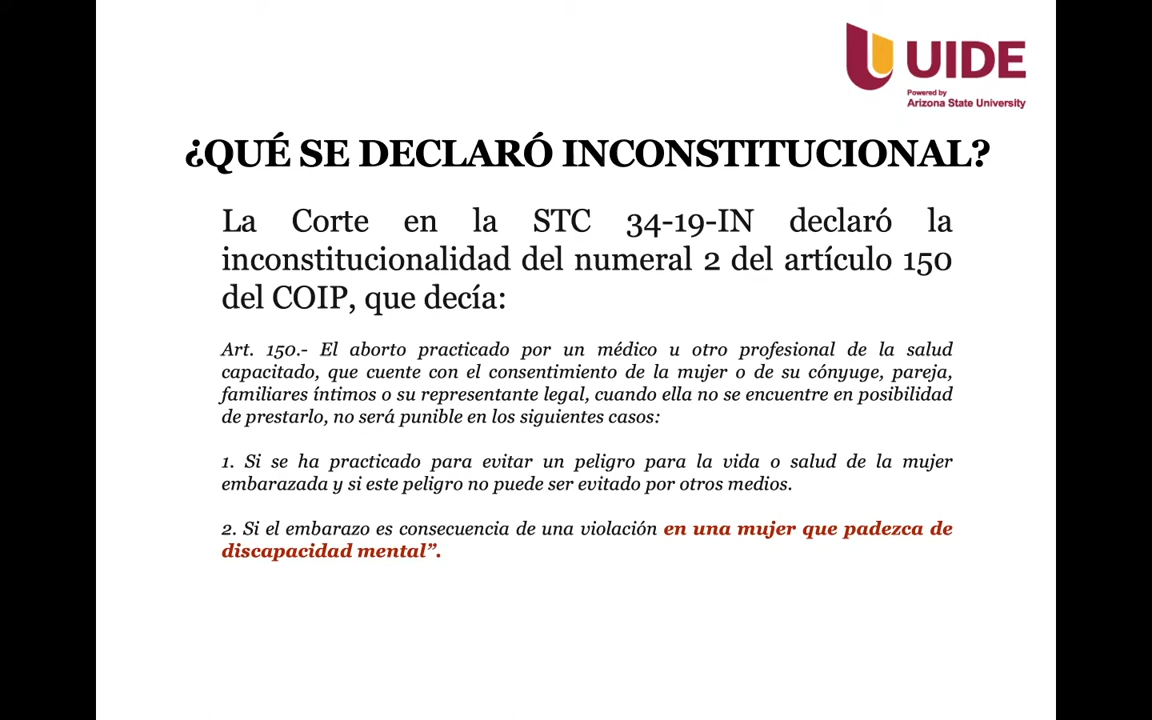 UIDE
Powered by
Arizona State University
¿QUÉ SE DECLARÓ INCONSTITUCIONAL?
La Corte en la STC 34-19-IN declaró la
inconstitucionalidad del numeral 2 del artículo 150
del COIP, que decía:
Art. 150.- El aborto practicado por un médico u otro profesional de la salud
capacitado, que cuente con el consentimiento de la mujer o de su cónyuge, pareja,
familiares íntimos o su representante legal, cuando ella no se encuentre en posibilidad
de prestarlo, no será punible en los siguientes casos:
1. Si se ha practicado para evitar un peligro para la vida o salud de la mujer
embarazada y si este peligro no puede ser evitado por otros medios.
2. Si el embarazo es consecuencia de una violación en una mujer que padezca de
discapacidad mental”.